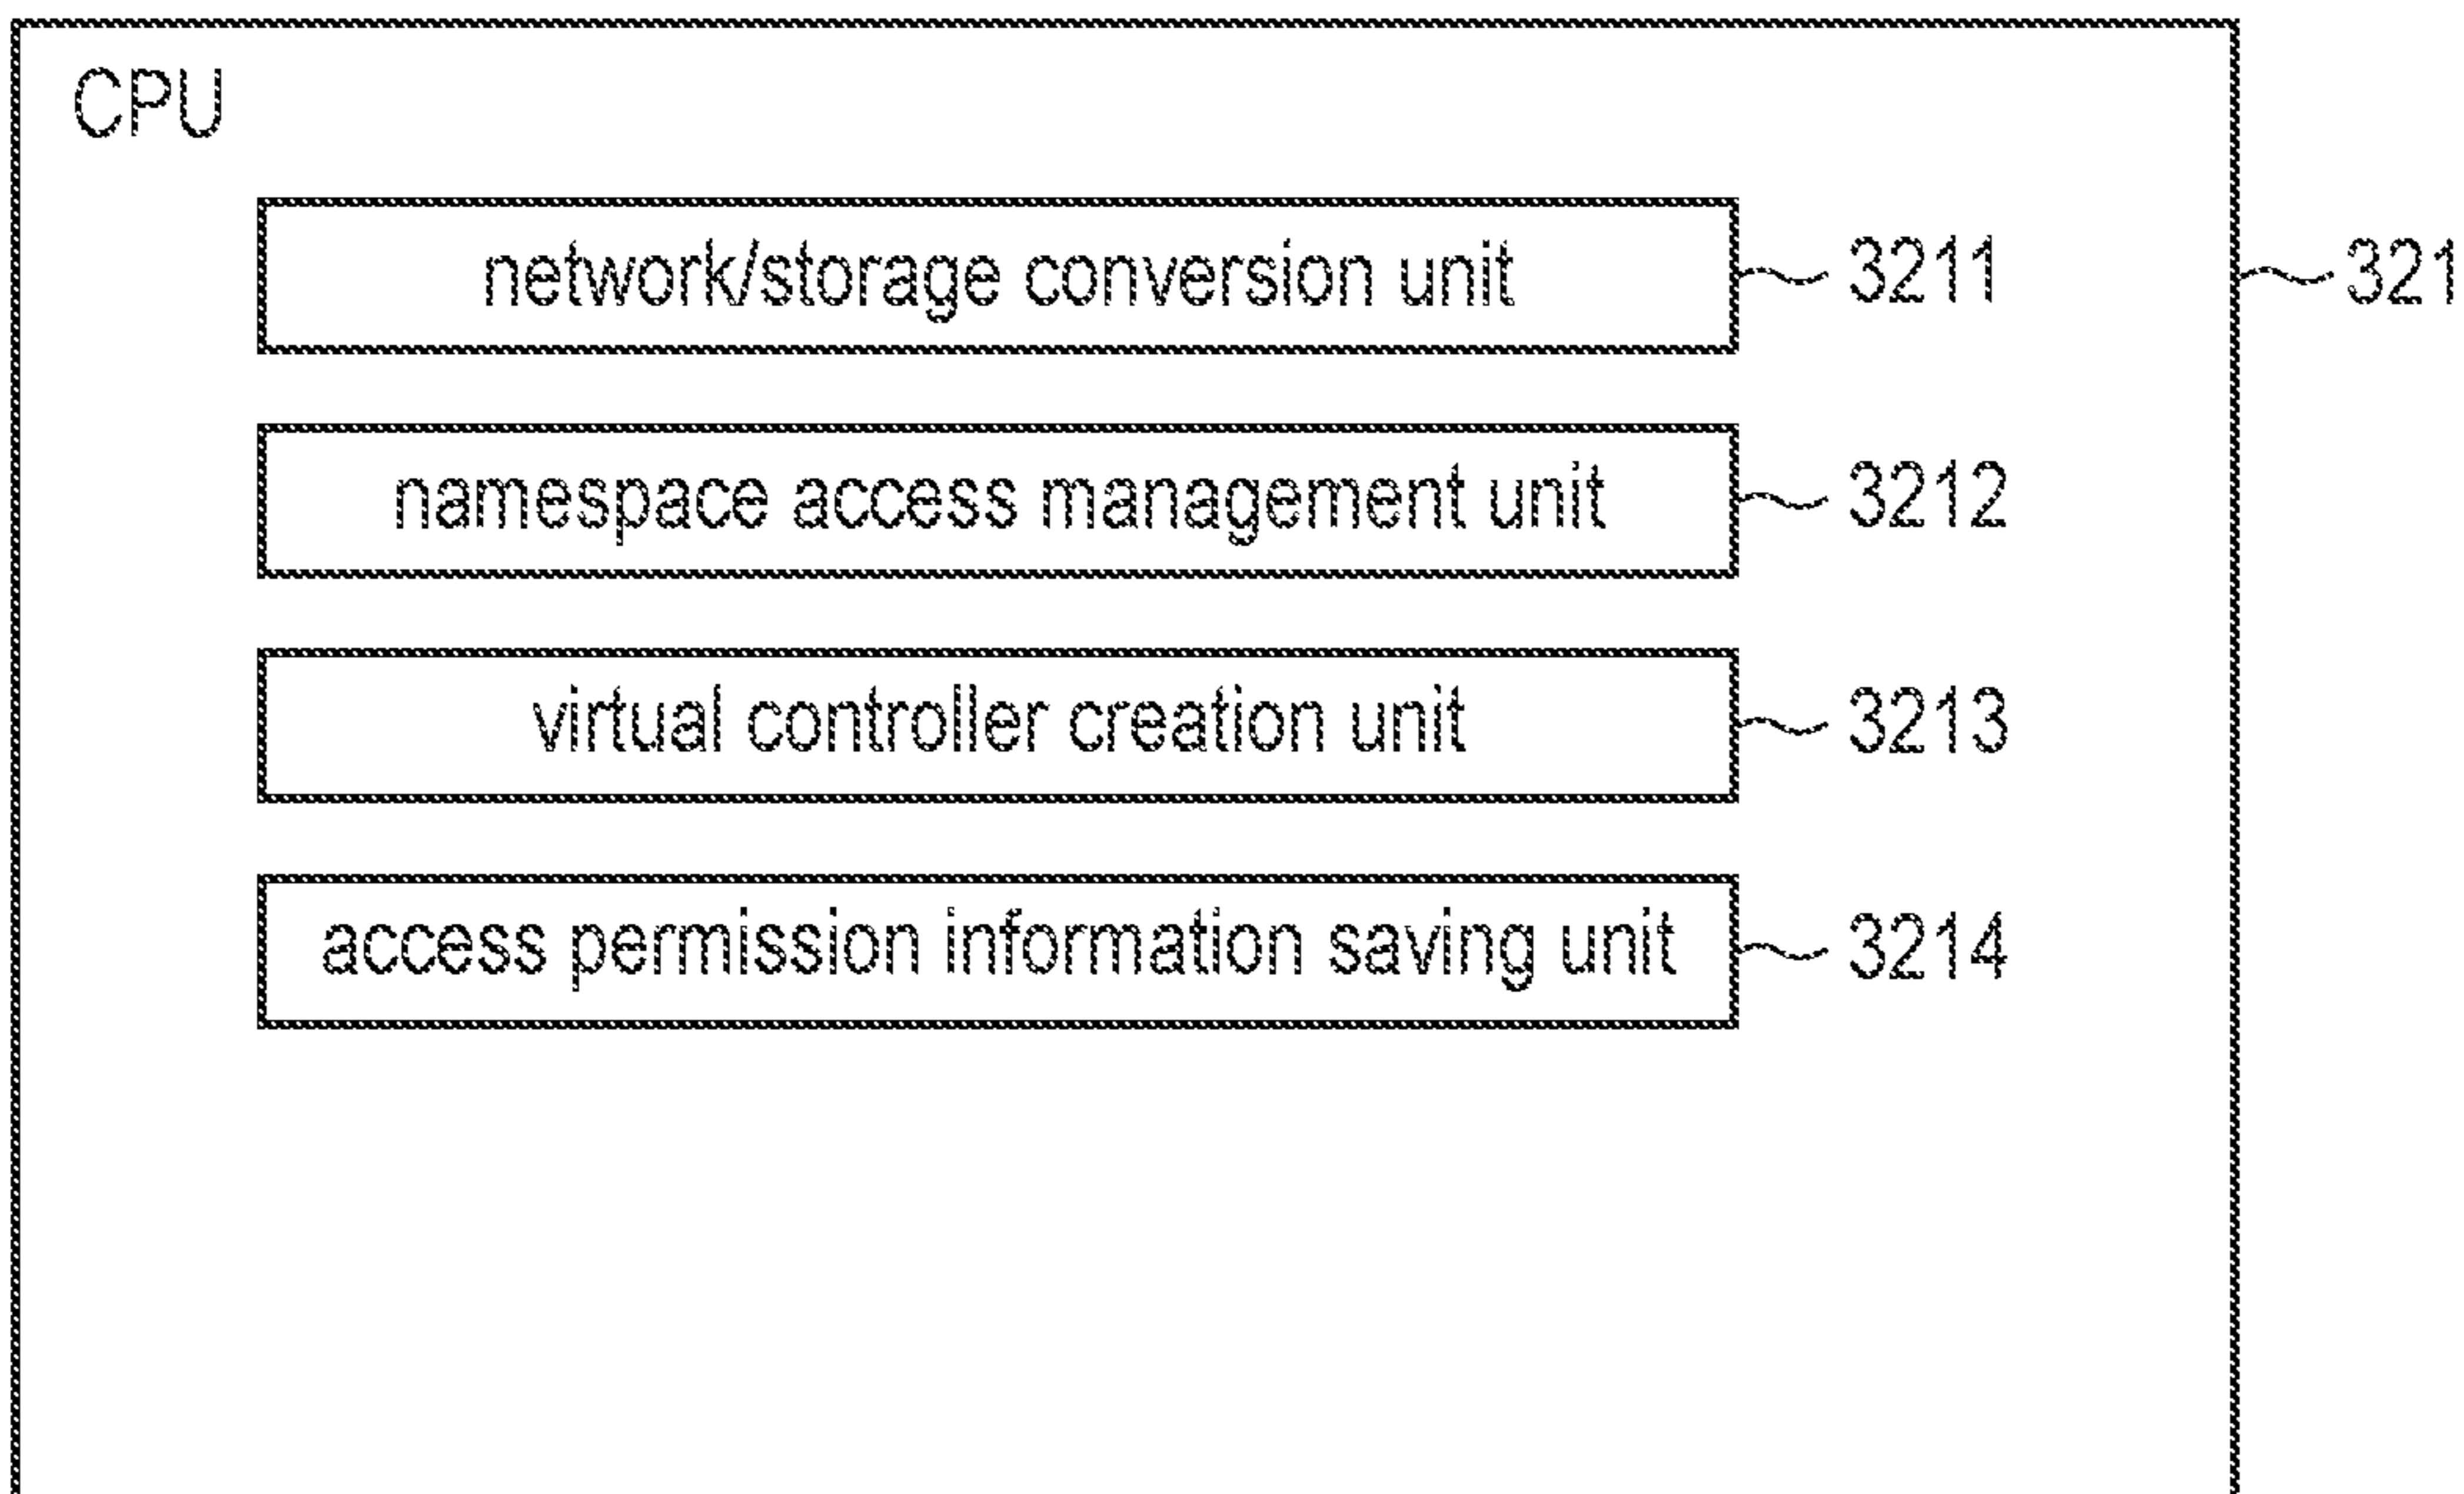 CPU
network/storage conversion unit 3211 321
namespace access management unit 3212
virtual controller creation unit 3213
access permission information saving unit 3214